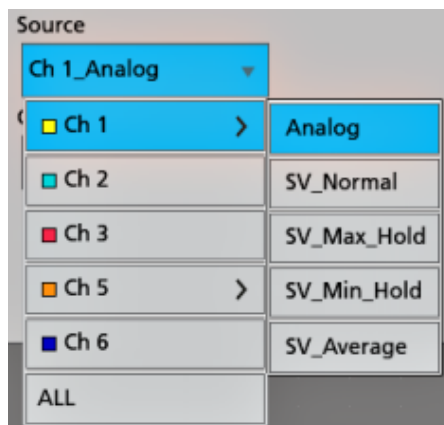 Source
Ch 1_Analog
Ch 1
Analog
Ch 2
SV_Normal
Ch 3
SV_Max_Hold
Ch 5
SV_Min_Hold
Ch 6
SV_Average
ALL